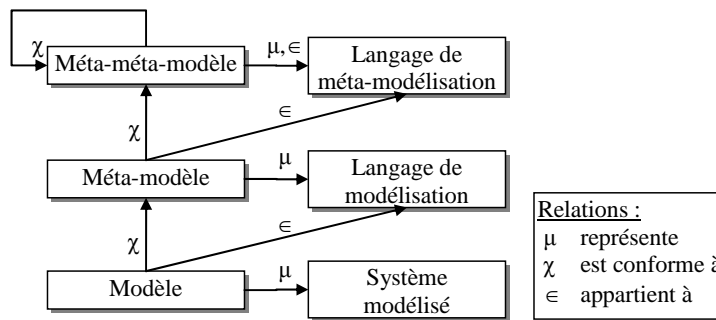 χ
Méta-méta-modèle
μ, ∈
Langage de
méta-modélisation
χ
∈
Méta-modèle
μ
Langage de
modélisation
χ
∈
Modèle
μ
Système
modélisé
Relations :
μ représente
χ est conforme à
∈ appartient à